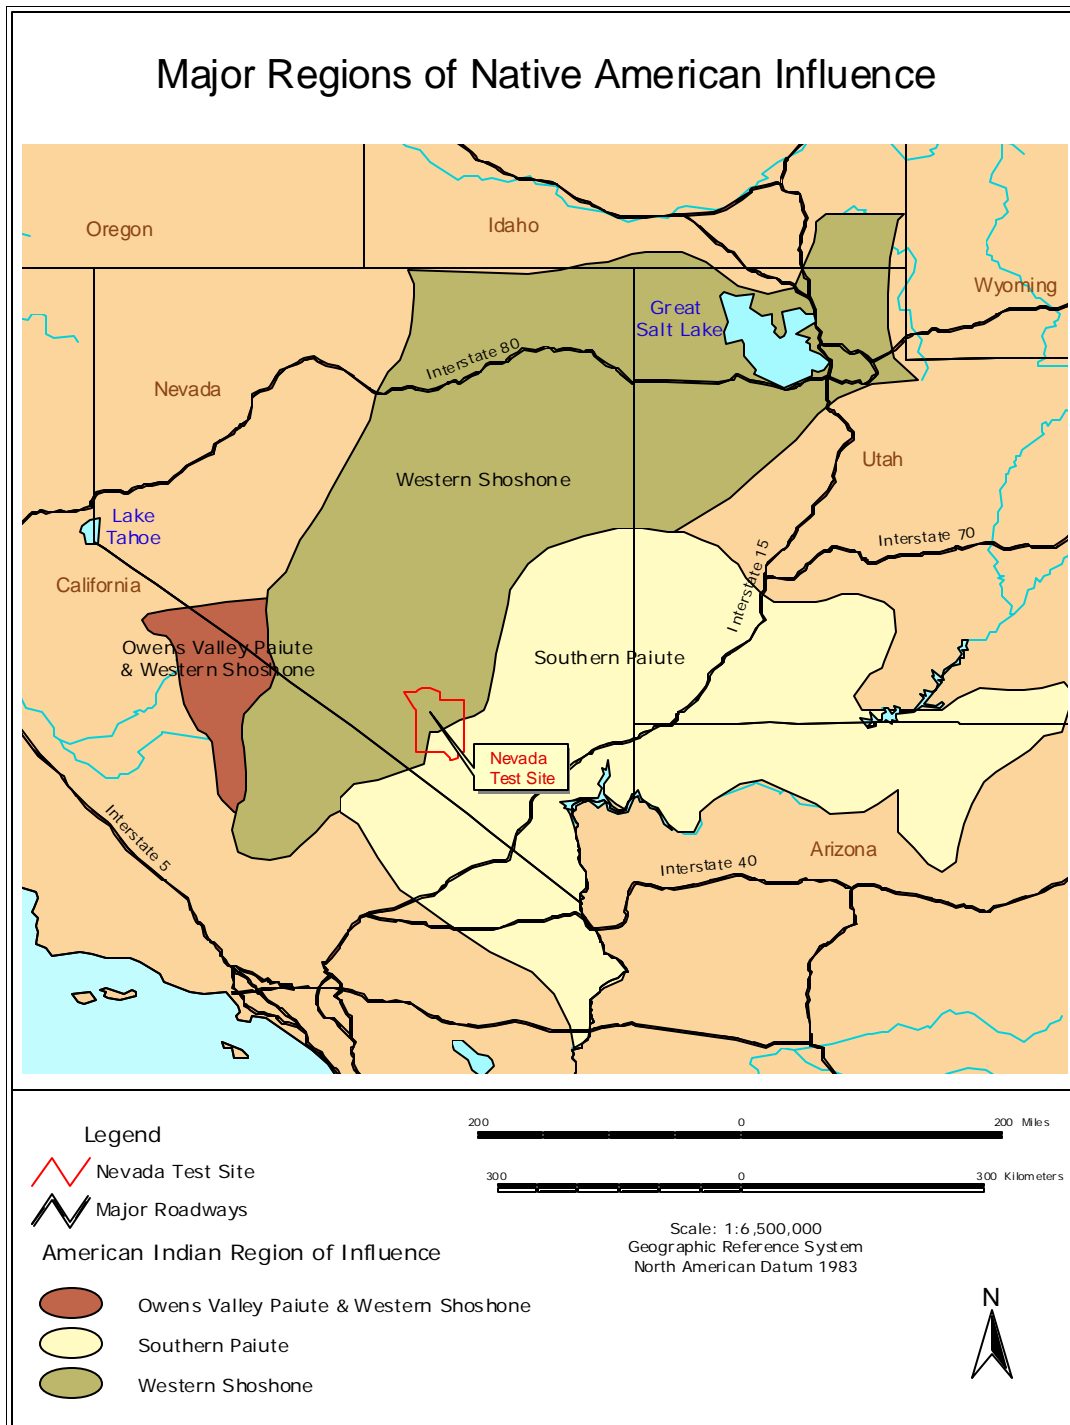 Major Regions of Native American Influence
Oregon
Idaho
Wyoming
Great
Salt Lake
Interstate 80
Nevada
Utah
Western Shoshone
Lake
Tahoe
Interstate 70
Interstate 15
California
Owens Valley Paiute
& Western Shoshone
Southern Paiute
Nevada
Test Site
Interstate 5
Interstate 40
Arizona
Legend
Nevada Test Site
Major Roadways
American Indian Region of Influence
Owens Valley Paiute & Western Shoshone
Southern Paiute
Western Shoshone
200 0 200 Miles
300 0 300 Kilometers
Scale: 1:6,500,000
Geographic Reference System
North American Datum 1983
N